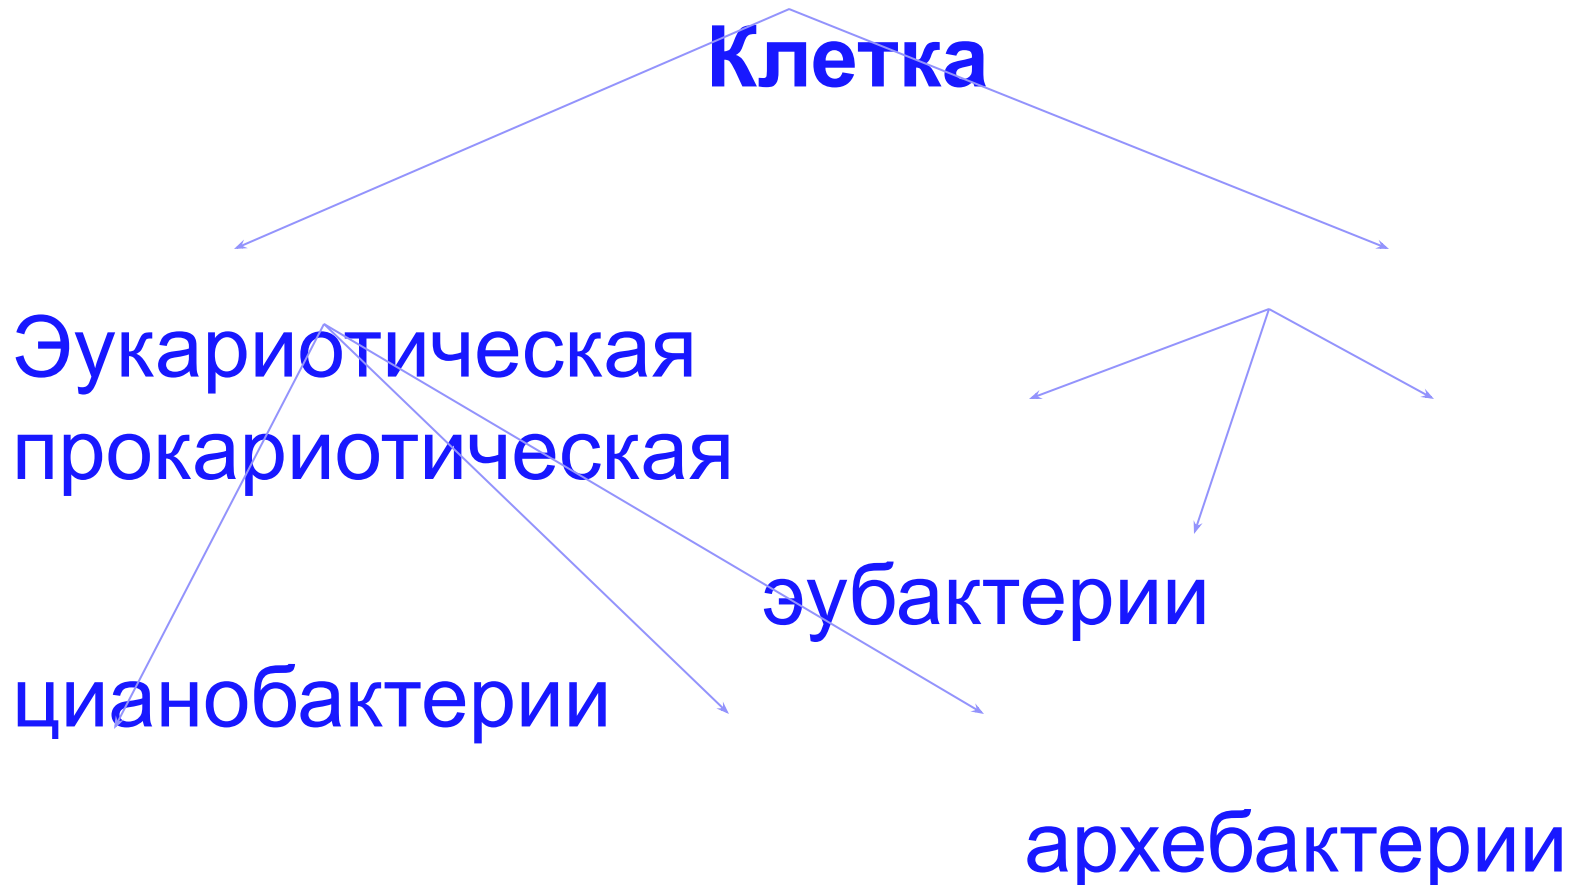 Клетка
Эукариотическая
прокариотическая
эубактерии
цианобактерии
архебактерии